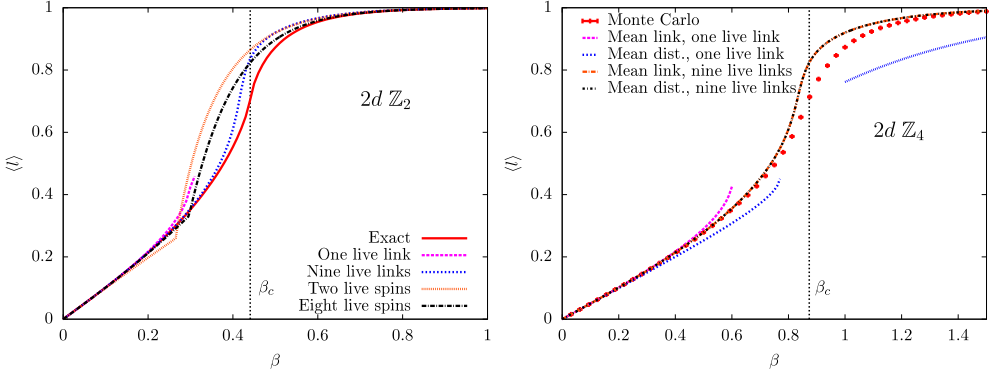 1
0.8
0.6
0.4
0.2
0
⟨l⟩
2d ℤ₂
Exact
One live link
Nine live links
Two live spins
Eight live spins
β_c
0 0.2 0.4 0.6 0.8 1
β
1
0.8
0.6
0.4
0.2
0
⟨l⟩
Monte Carlo
Mean link, one live link
Mean dist., one live link
Mean link, nine live links
Mean dist., nine live links
2d ℤ₄
β_c
0 0.2 0.4 0.6 0.8 1 1.2 1.4
β